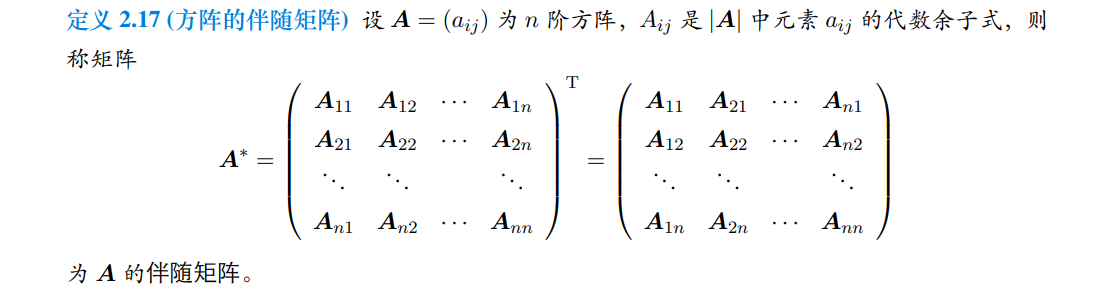 定义 2.17 (方阵的伴随矩阵) 设 A = (a_{ij}) 为 n 阶方阵，A_{ij} 是 |A| 中元素 a_{ij} 的代数余子式，则
称矩阵
A^* = \begin{pmatrix} A_{11} & A_{12} & \cdots & A_{1n} \\ A_{21} & A_{22} & \cdots & A_{2n} \\ \ddots & \ddots & & \ddots \\ A_{n1} & A_{n2} & \cdots & A_{nn} \end{pmatrix}^{\mathrm{T}} = \begin{pmatrix} A_{11} & A_{21} & \cdots & A_{n1} \\ A_{12} & A_{22} & \cdots & A_{n2} \\ \ddots & \ddots & & \ddots \\ A_{1n} & A_{2n} & \cdots & A_{nn} \end{pmatrix}
为 A 的伴随矩阵。